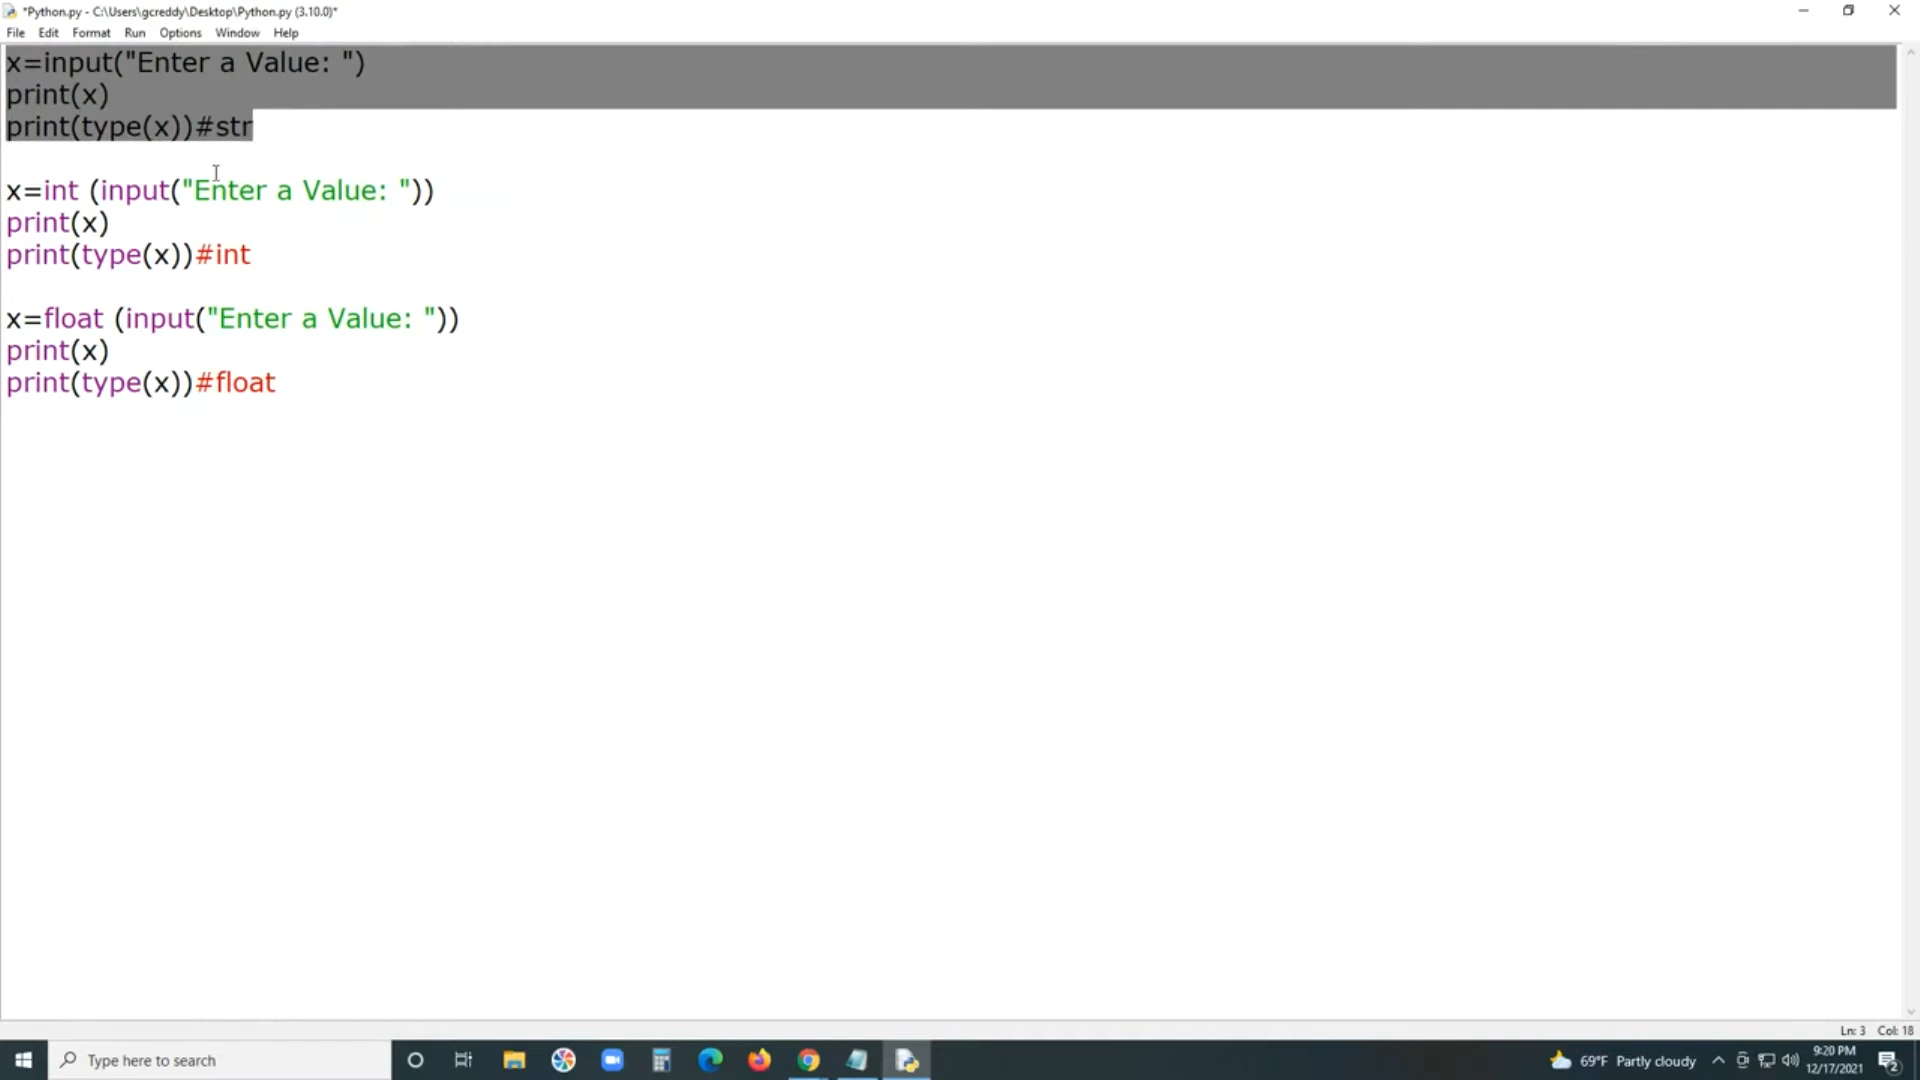 *Python.py - C:\Users\gcreddy\Desktop\Python.py (3.10.0)*
File Edit Format Run Options Window Help
x=input("Enter a Value: ")
print(x)
print(type(x))#str
x=int (input("Enter a Value: "))
print(x)
print(type(x))#int
x=float (input("Enter a Value: "))
print(x)
print(type(x))#float
Ln: 3 Col: 18
Type here to search
69°F Partly cloudy
9:20 PM
12/17/2021
2